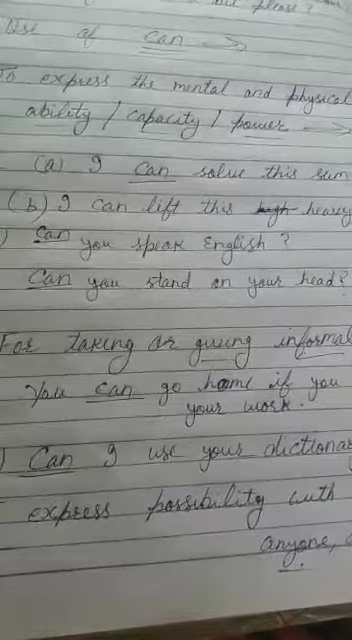 please?
Use of can →
To express the mental and physical
ability / capacity / power →
(a) I can solve this sum
(b) I can lift this heavy
) Can you speak English ?
Can you stand on your head?
For taking or giving informal
You can go home if you
your work.
) Can I use your dictionary
express possibility with
anyone,